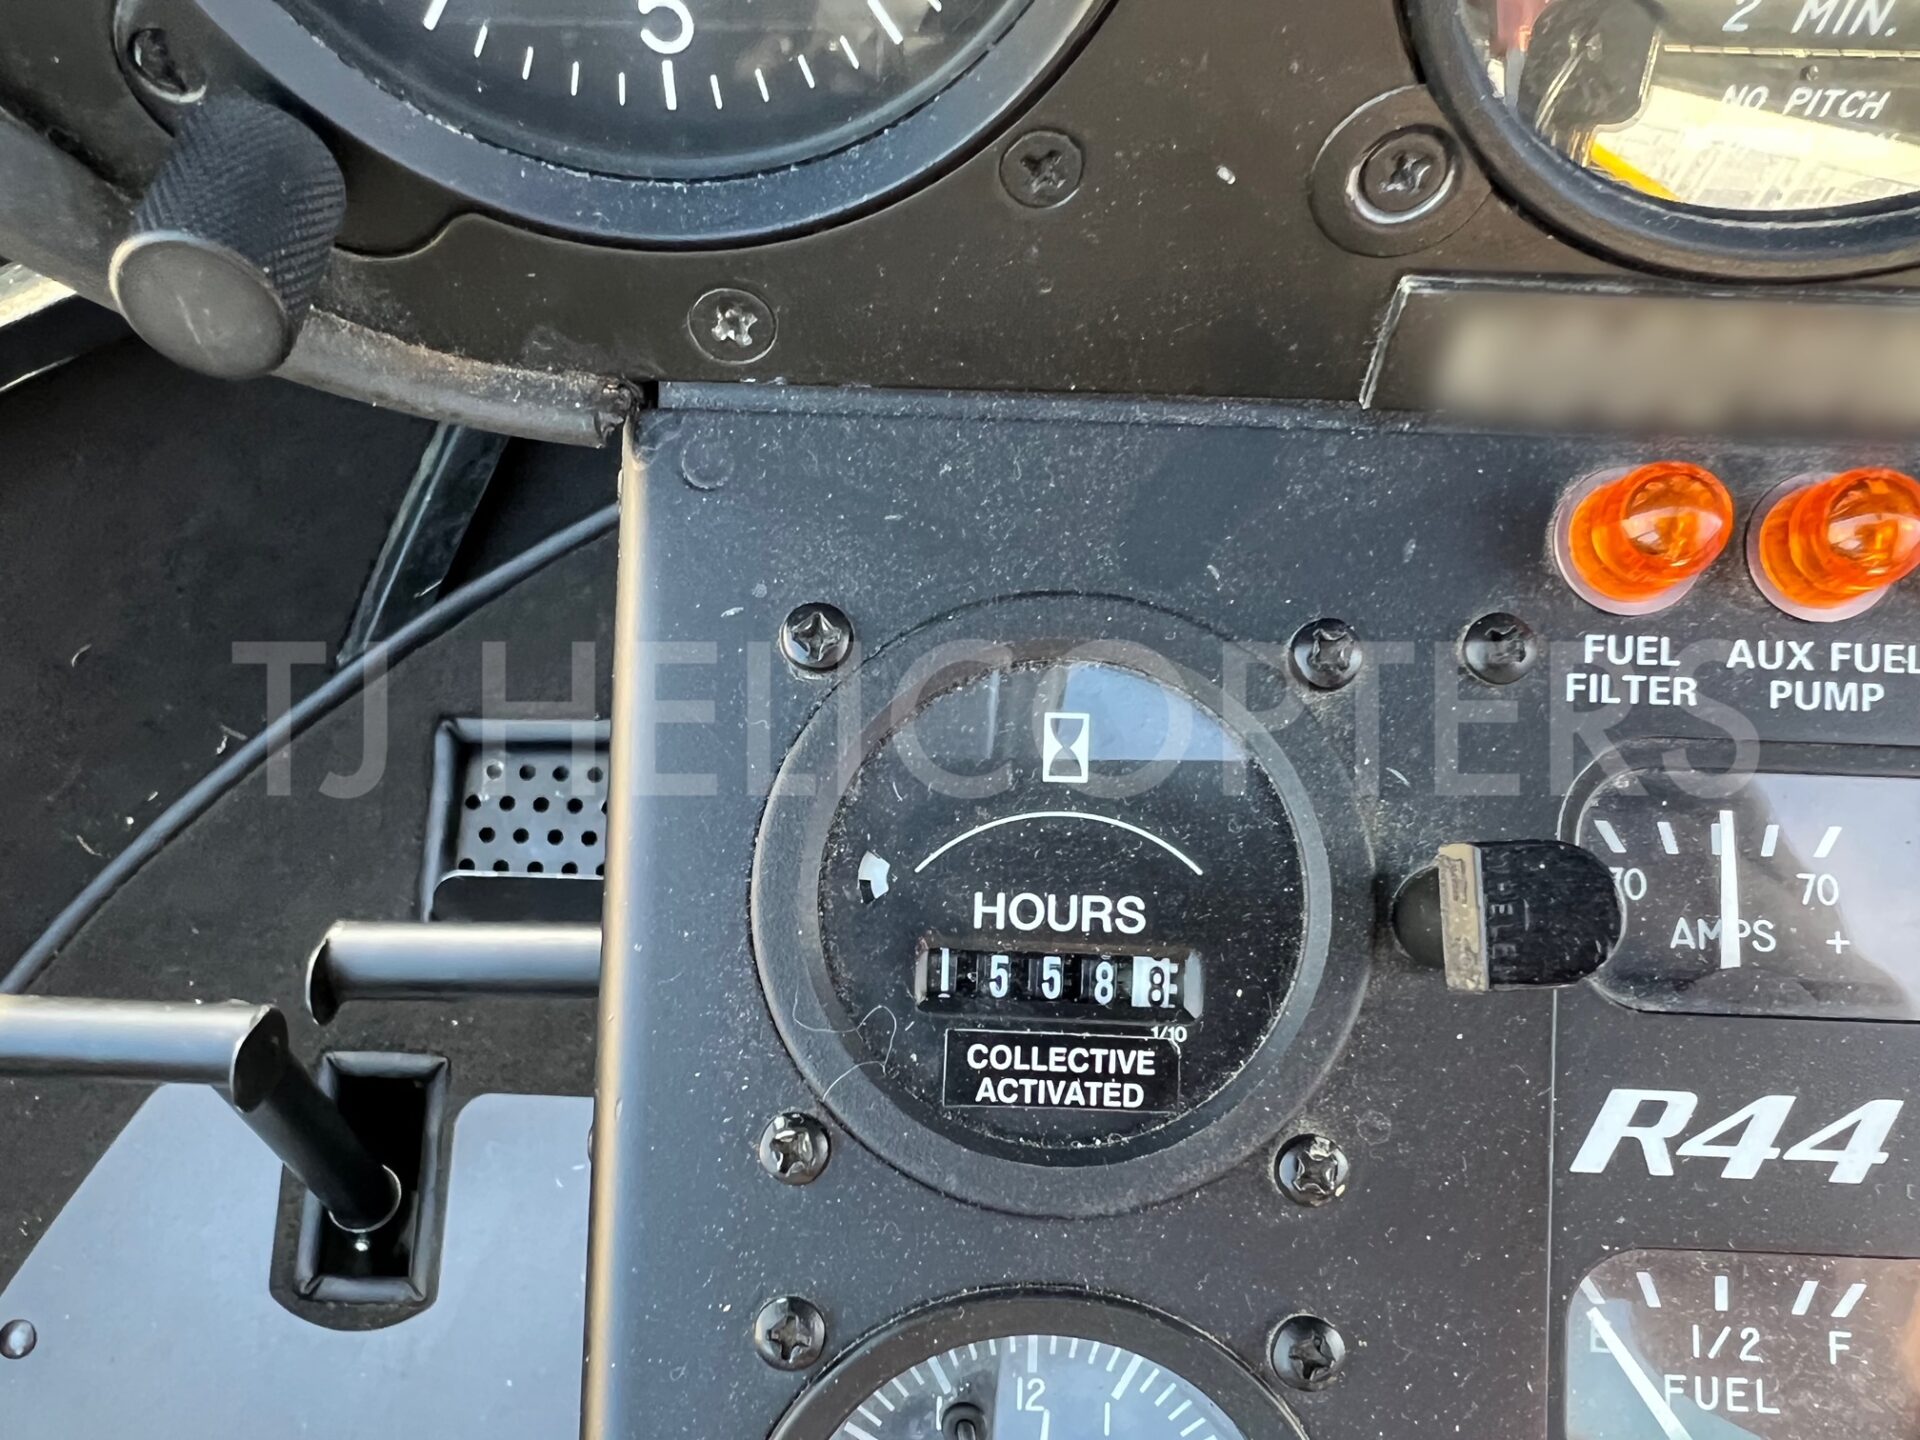 5
2 MIN.
NO PITCH
TJ HELICOPTERS
FUEL
FILTER
AUX FUEL
PUMP
HOURS
1 5 5 8 8
1/10
COLLECTIVE
ACTIVATED
70
70
AMPS +
R44
E 1/2 F
FUEL
12
1